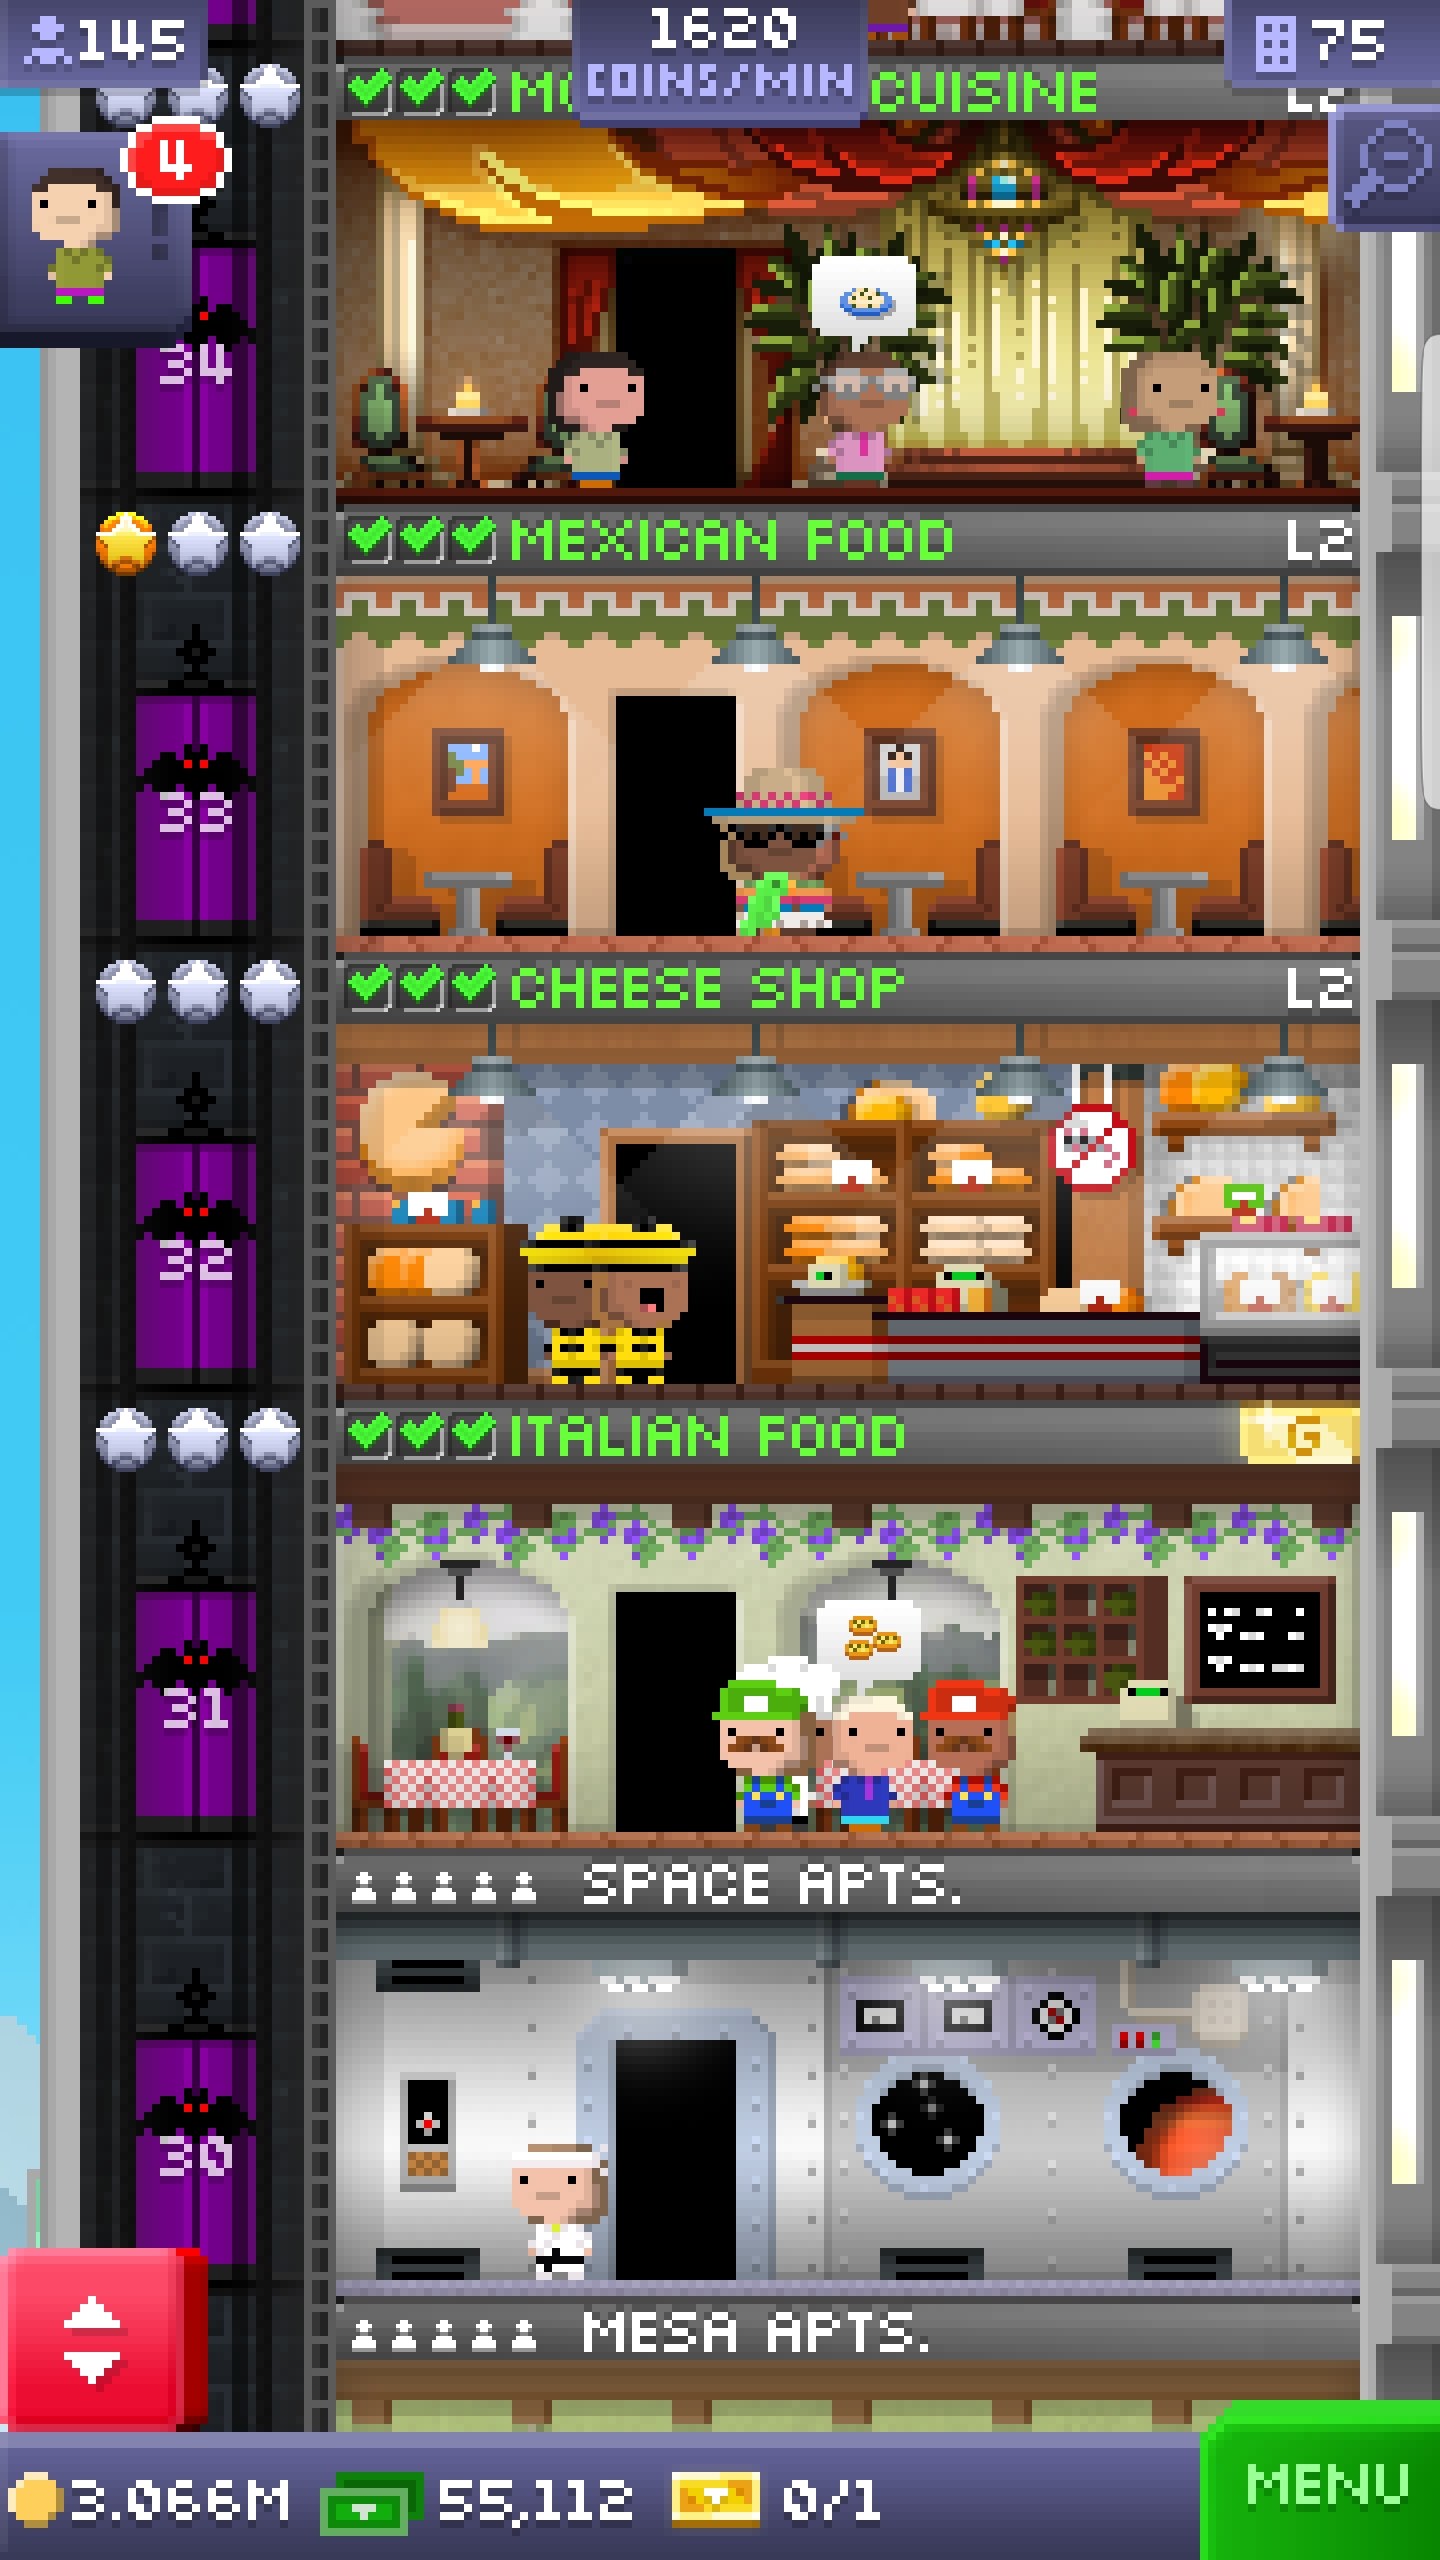 145
1620
COINS/MIN
75
CUISINE
4
34
MEXICAN FOOD L2
33
CHEESE SHOP L2
32
ITALIAN FOOD G
31
SPACE APTS.
30
MESA APTS.
3.066M 55,112 0/1
MENU